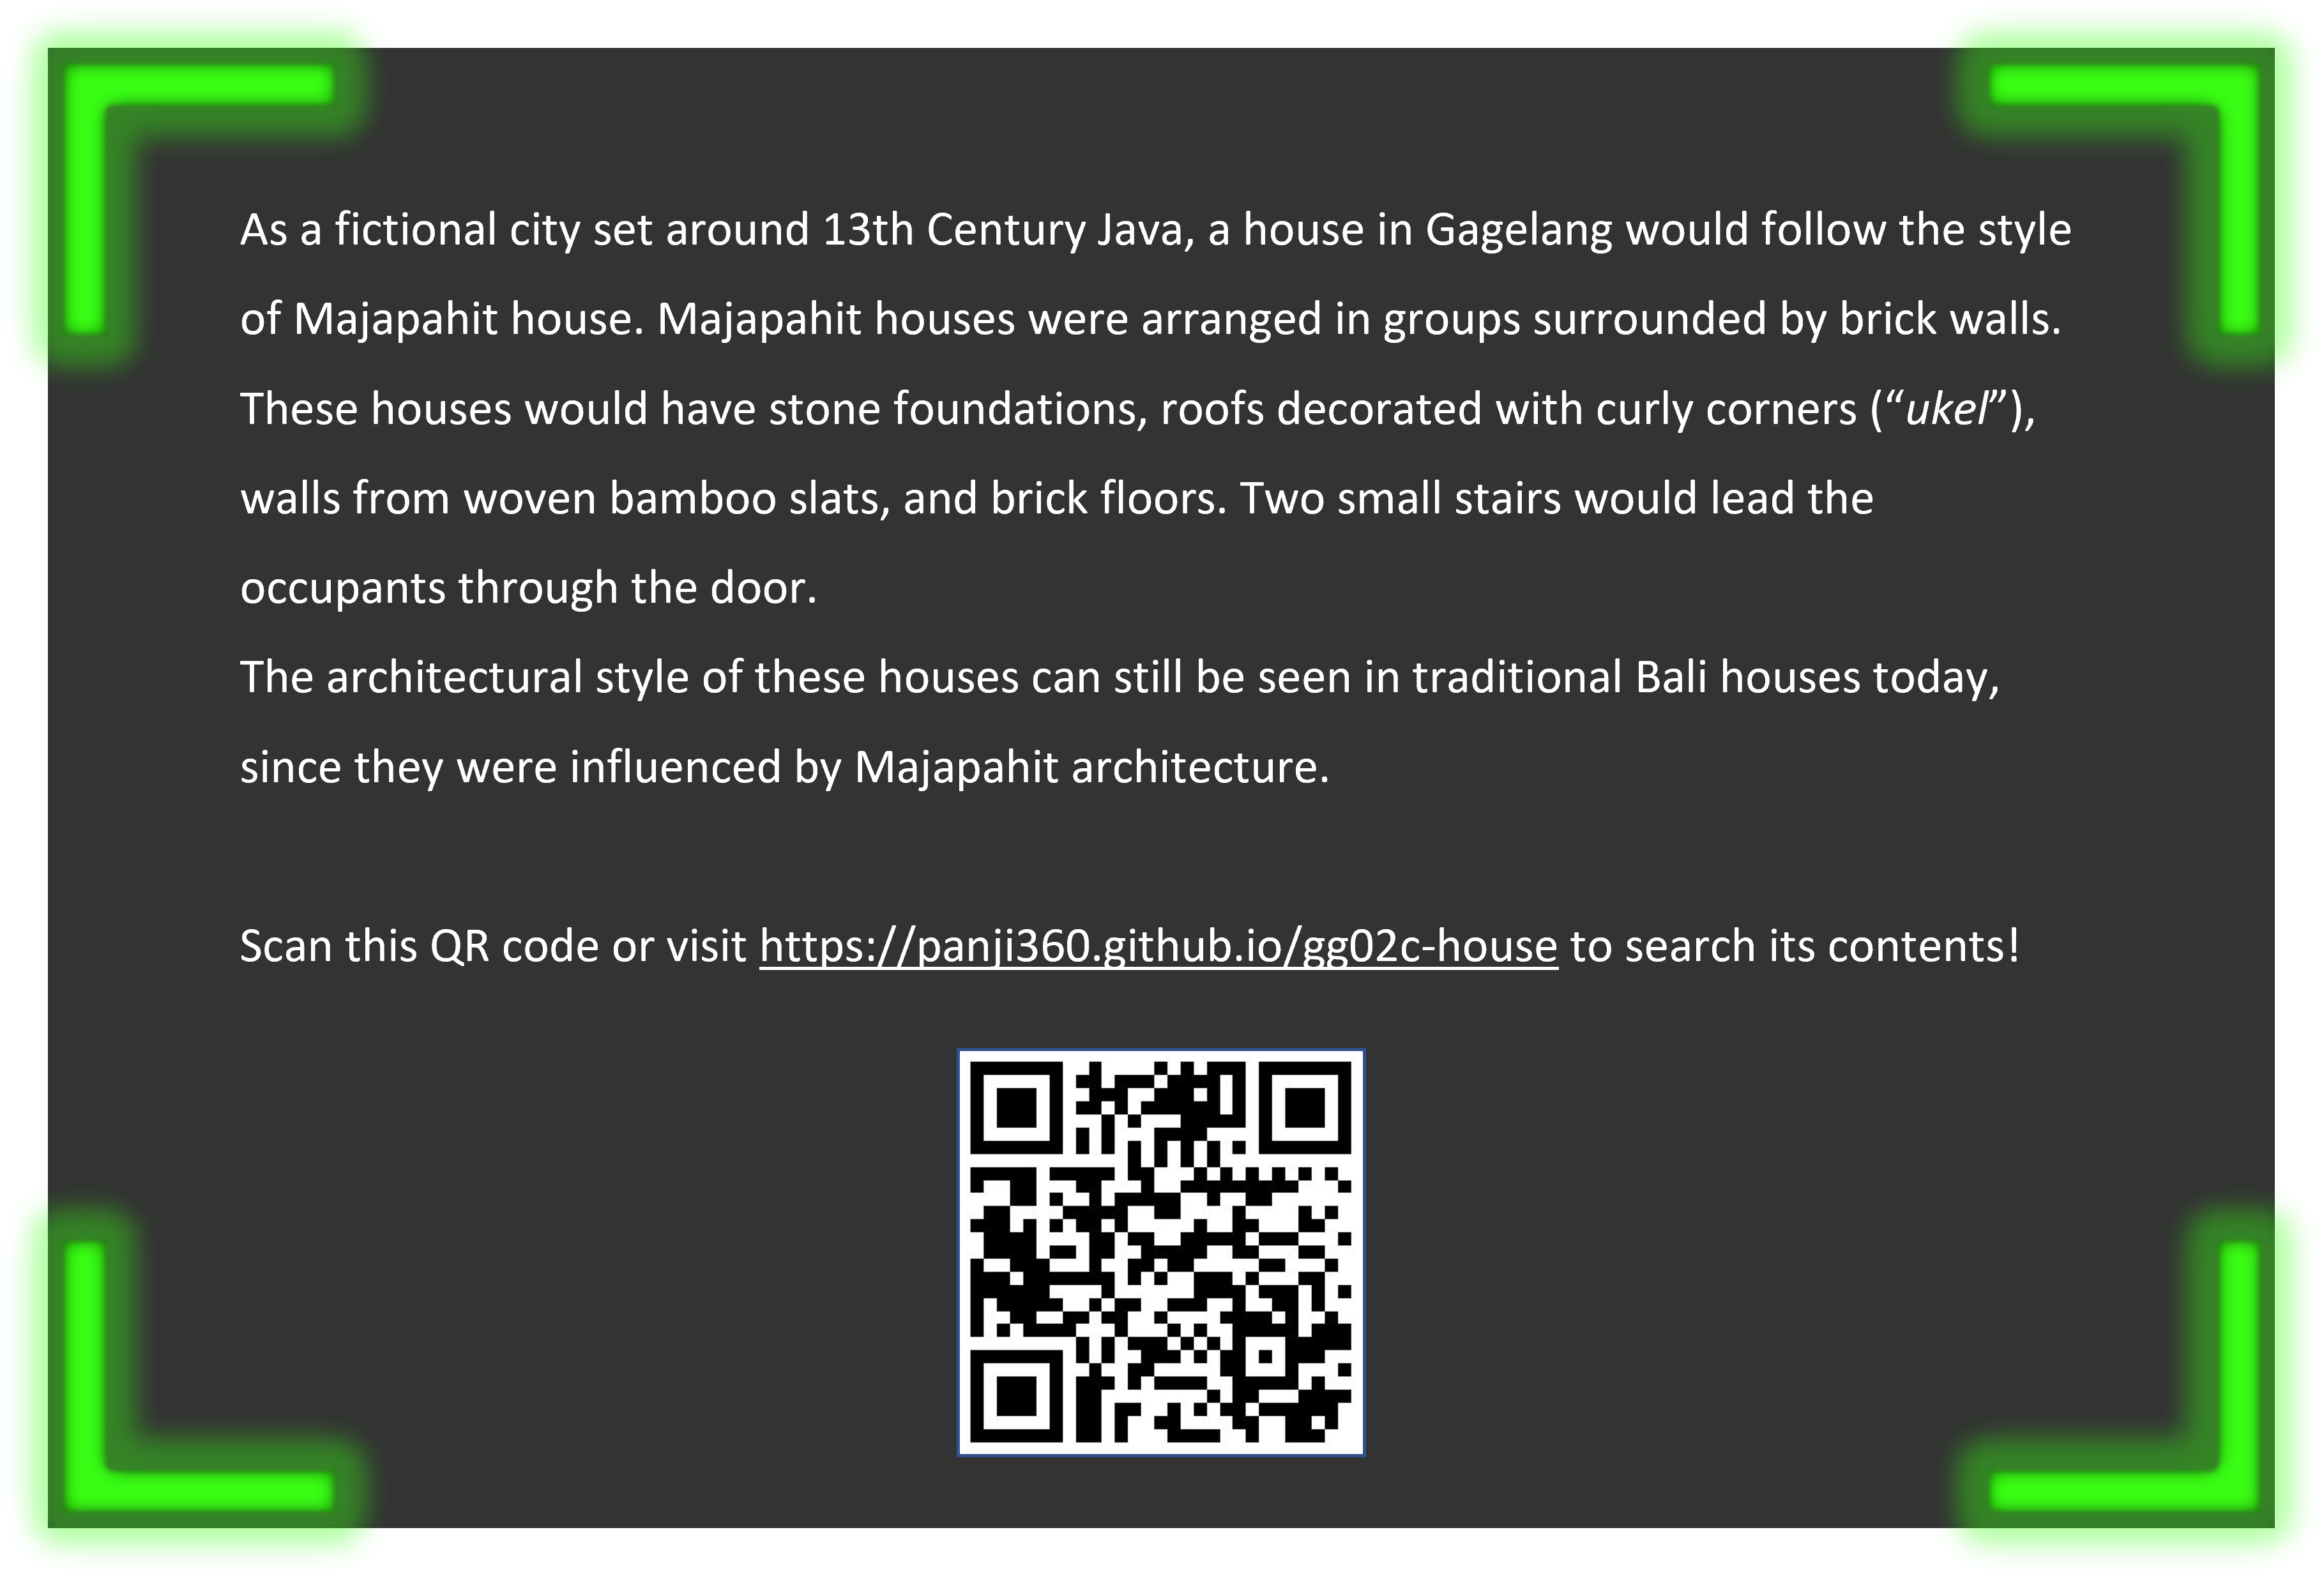 As a fictional city set around 13th Century Java, a house in Gagelang would follow the style
of Majapahit house. Majapahit houses were arranged in groups surrounded by brick walls.
These houses would have stone foundations, roofs decorated with curly corners (“ukel”),
walls from woven bamboo slats, and brick floors. Two small stairs would lead the
occupants through the door.
The architectural style of these houses can still be seen in traditional Bali houses today,
since they were influenced by Majapahit architecture.
Scan this QR code or visit https://panji360.github.io/gg02c-house to search its contents!